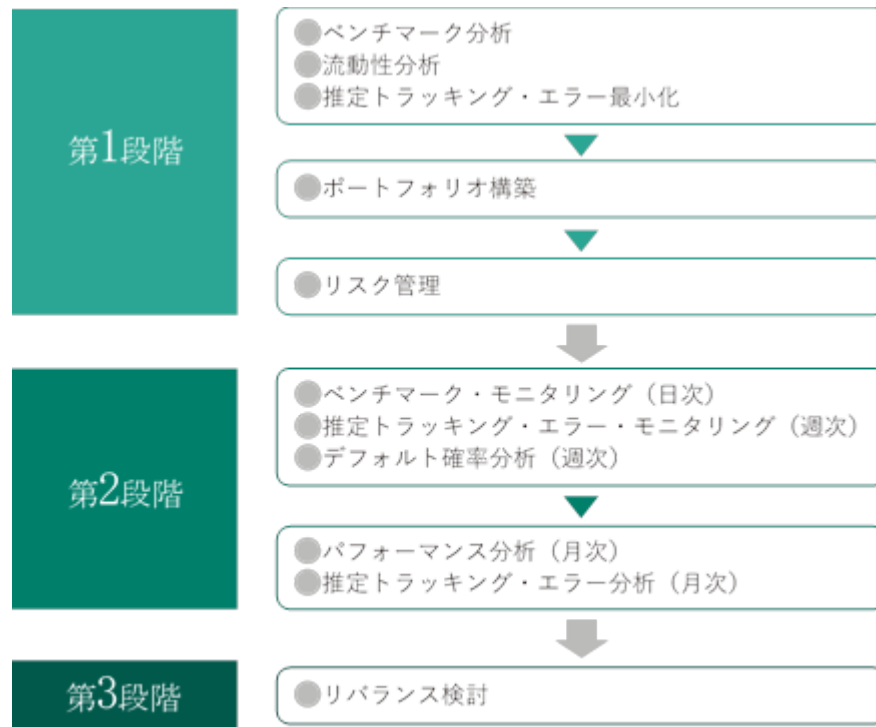 第1段階
●ベンチマーク分析
●流動性分析
●推定トラッキング・エラー最小化
●ポートフォリオ構築
●リスク管理
第2段階
●ベンチマーク・モニタリング（日次）
●推定トラッキング・エラー・モニタリング（週次）
●デフォルト確率分析（週次）
●パフォーマンス分析（月次）
●推定トラッキング・エラー分析（月次）
第3段階
●リバランス検討